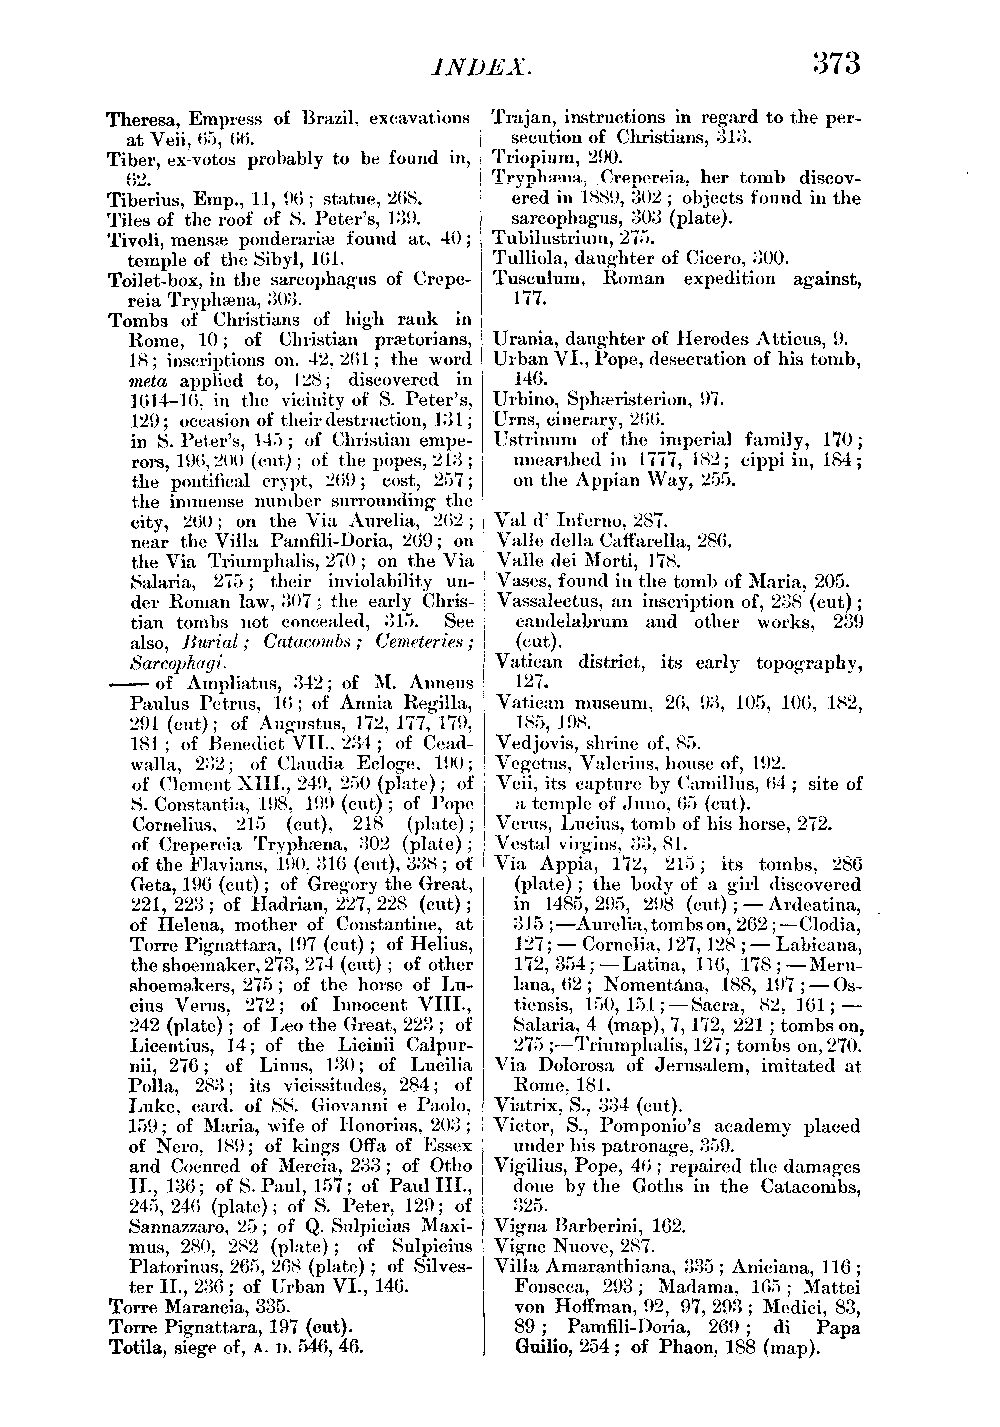 INDEX. 373
Theresa, Empress of Brazil, excavations
at Veii, 65, 66.
Tiber, ex-votos probably to be found in,
62.
Tiberius, Emp., 11, 96; statue, 268.
Tiles of the roof of S. Peter's, 139.
Tivoli, mensæ ponderariæ found at, 40;
temple of the Sibyl, 161.
Toilet-box, in the sarcophagus of Crepe-
reia Tryphæna, 303.
Tombs of Christians of high rank in
Rome, 10; of Christian prætorians,
18; inscriptions on, 42, 261; the word
meta applied to, 128; discovered in
1614-16, in the vicinity of S. Peter's,
129; occasion of their destruction, 131;
in S. Peter's, 145; of Christian empe-
rors, 196, 200 (cut); of the popes, 213;
the pontifical crypt, 269; cost, 257;
the immense number surrounding the
city, 260; on the Via Aurelia, 262;
near the Villa Pamfili-Doria, 269; on
the Via Triumphalis, 270; on the Via
Salaria, 275; their inviolability un-
der Roman law, 307; the early Chris-
tian tombs not concealed, 315. See
also, Burial; Catacombs; Cemeteries;
Sarcophagi.
—— of Ampliatus, 342; of M. Anneus
Paulus Petrus, 16; of Annia Regilla,
291 (cut); of Augustus, 172, 177, 179,
181; of Benedict VII., 234; of Cead-
walla, 232; of Claudia Ecloge, 190;
of Clement XIII., 249, 250 (plate); of
S. Constantia, 198, 199 (cut); of Pope
Cornelius, 215 (cut), 218 (plate);
of Crepereia Tryphæna, 302 (plate);
of the Flavians, 190, 316 (cut), 338; of
Geta, 196 (cut); of Gregory the Great,
221, 223; of Hadrian, 227, 228 (cut);
of Helena, mother of Constantine, at
Torre Pignattara, 197 (cut); of Helius,
the shoemaker, 273, 274 (cut); of other
shoemakers, 275; of the horse of Lu-
cius Verus, 272; of Innocent VIII.,
242 (plate); of Leo the Great, 223; of
Licentius, 14; of the Licinii Calpur-
nii, 276; of Linus, 130; of Lucilia
Polla, 283; its vicissitudes, 284; of
Luke, card. of SS. Giovanni e Paolo,
159; of Maria, wife of Honorius, 203;
of Nero, 189; of kings Offa of Essex
and Coenred of Mercia, 233; of Otho
II., 136; of S. Paul, 157; of Paul III.,
245, 246 (plate); of S. Peter, 129; of
Sannazzaro, 25; of Q. Sulpicius Maxi-
mus, 280, 282 (plate); of Sulpicius
Platorinus, 265, 268 (plate); of Silves-
ter II., 236; of Urban VI., 146.
Torre Marancia, 335.
Torre Pignattara, 197 (cut).
Totila, siege of, A. D. 546, 46.
Trajan, instructions in regard to the per-
secution of Christians, 313.
Triopium, 290.
Tryphæna, Crepereia, her tomb discov-
ered in 1889, 302; objects found in the
sarcophagus, 303 (plate).
Tubilustrium, 275.
Tulliola, daughter of Cicero, 300.
Tusculum, Roman expedition against,
177.
Urania, daughter of Herodes Atticus, 9.
Urban VI., Pope, desecration of his tomb,
146.
Urbino, Sphæristerion, 97.
Urns, cinerary, 266.
Ustrinum of the imperial family, 170;
unearthed in 1777, 182; cippi in, 184;
on the Appian Way, 255.
Val d' Inferno, 287.
Valle della Caffarella, 286.
Valle dei Morti, 178.
Vases, found in the tomb of Maria, 205.
Vassalectus, an inscription of, 238 (cut);
candelabrum and other works, 239
(cut).
Vatican district, its early topography,
127.
Vatican museum, 26, 93, 105, 106, 182,
185, 198.
Vedjovis, shrine of, 85.
Vegetus, Valerius, house of, 192.
Veii, its capture by Camillus, 64; site of
a temple of Juno, 65 (cut).
Verus, Lucius, tomb of his horse, 272.
Vestal virgins, 33, 81.
Via Appia, 172, 215; its tombs, 286
(plate); the body of a girl discovered
in 1485, 295, 298 (cut); — Ardeatina,
315;—Aurelia, tombs on, 262;—Clodia,
127; — Cornelia, 127, 128; — Labicana,
172, 354; — Latina, 116, 178; — Meru-
lana, 62; Nomentána, 188, 197; — Os-
tiensis, 150, 151; — Sacra, 82, 161; —
Salaria, 4 (map), 7, 172, 221; tombs on,
275;—Triumphalis, 127; tombs on, 270.
Via Dolorosa of Jerusalem, imitated at
Rome, 181.
Viatrix, S., 334 (cut).
Victor, S., Pomponio's academy placed
under his patronage, 359.
Vigilius, Pope, 46; repaired the damages
done by the Goths in the Catacombs,
325.
Vigna Barberini, 162.
Vigne Nuove, 287.
Villa Amaranthiana, 335; Aniciana, 116;
Fonseca, 293; Madama, 165; Mattei
von Hoffman, 92, 97, 293; Medici, 83,
89; Pamfili-Doria, 269; di Papa
Guilio, 254; of Phaon, 188 (map).